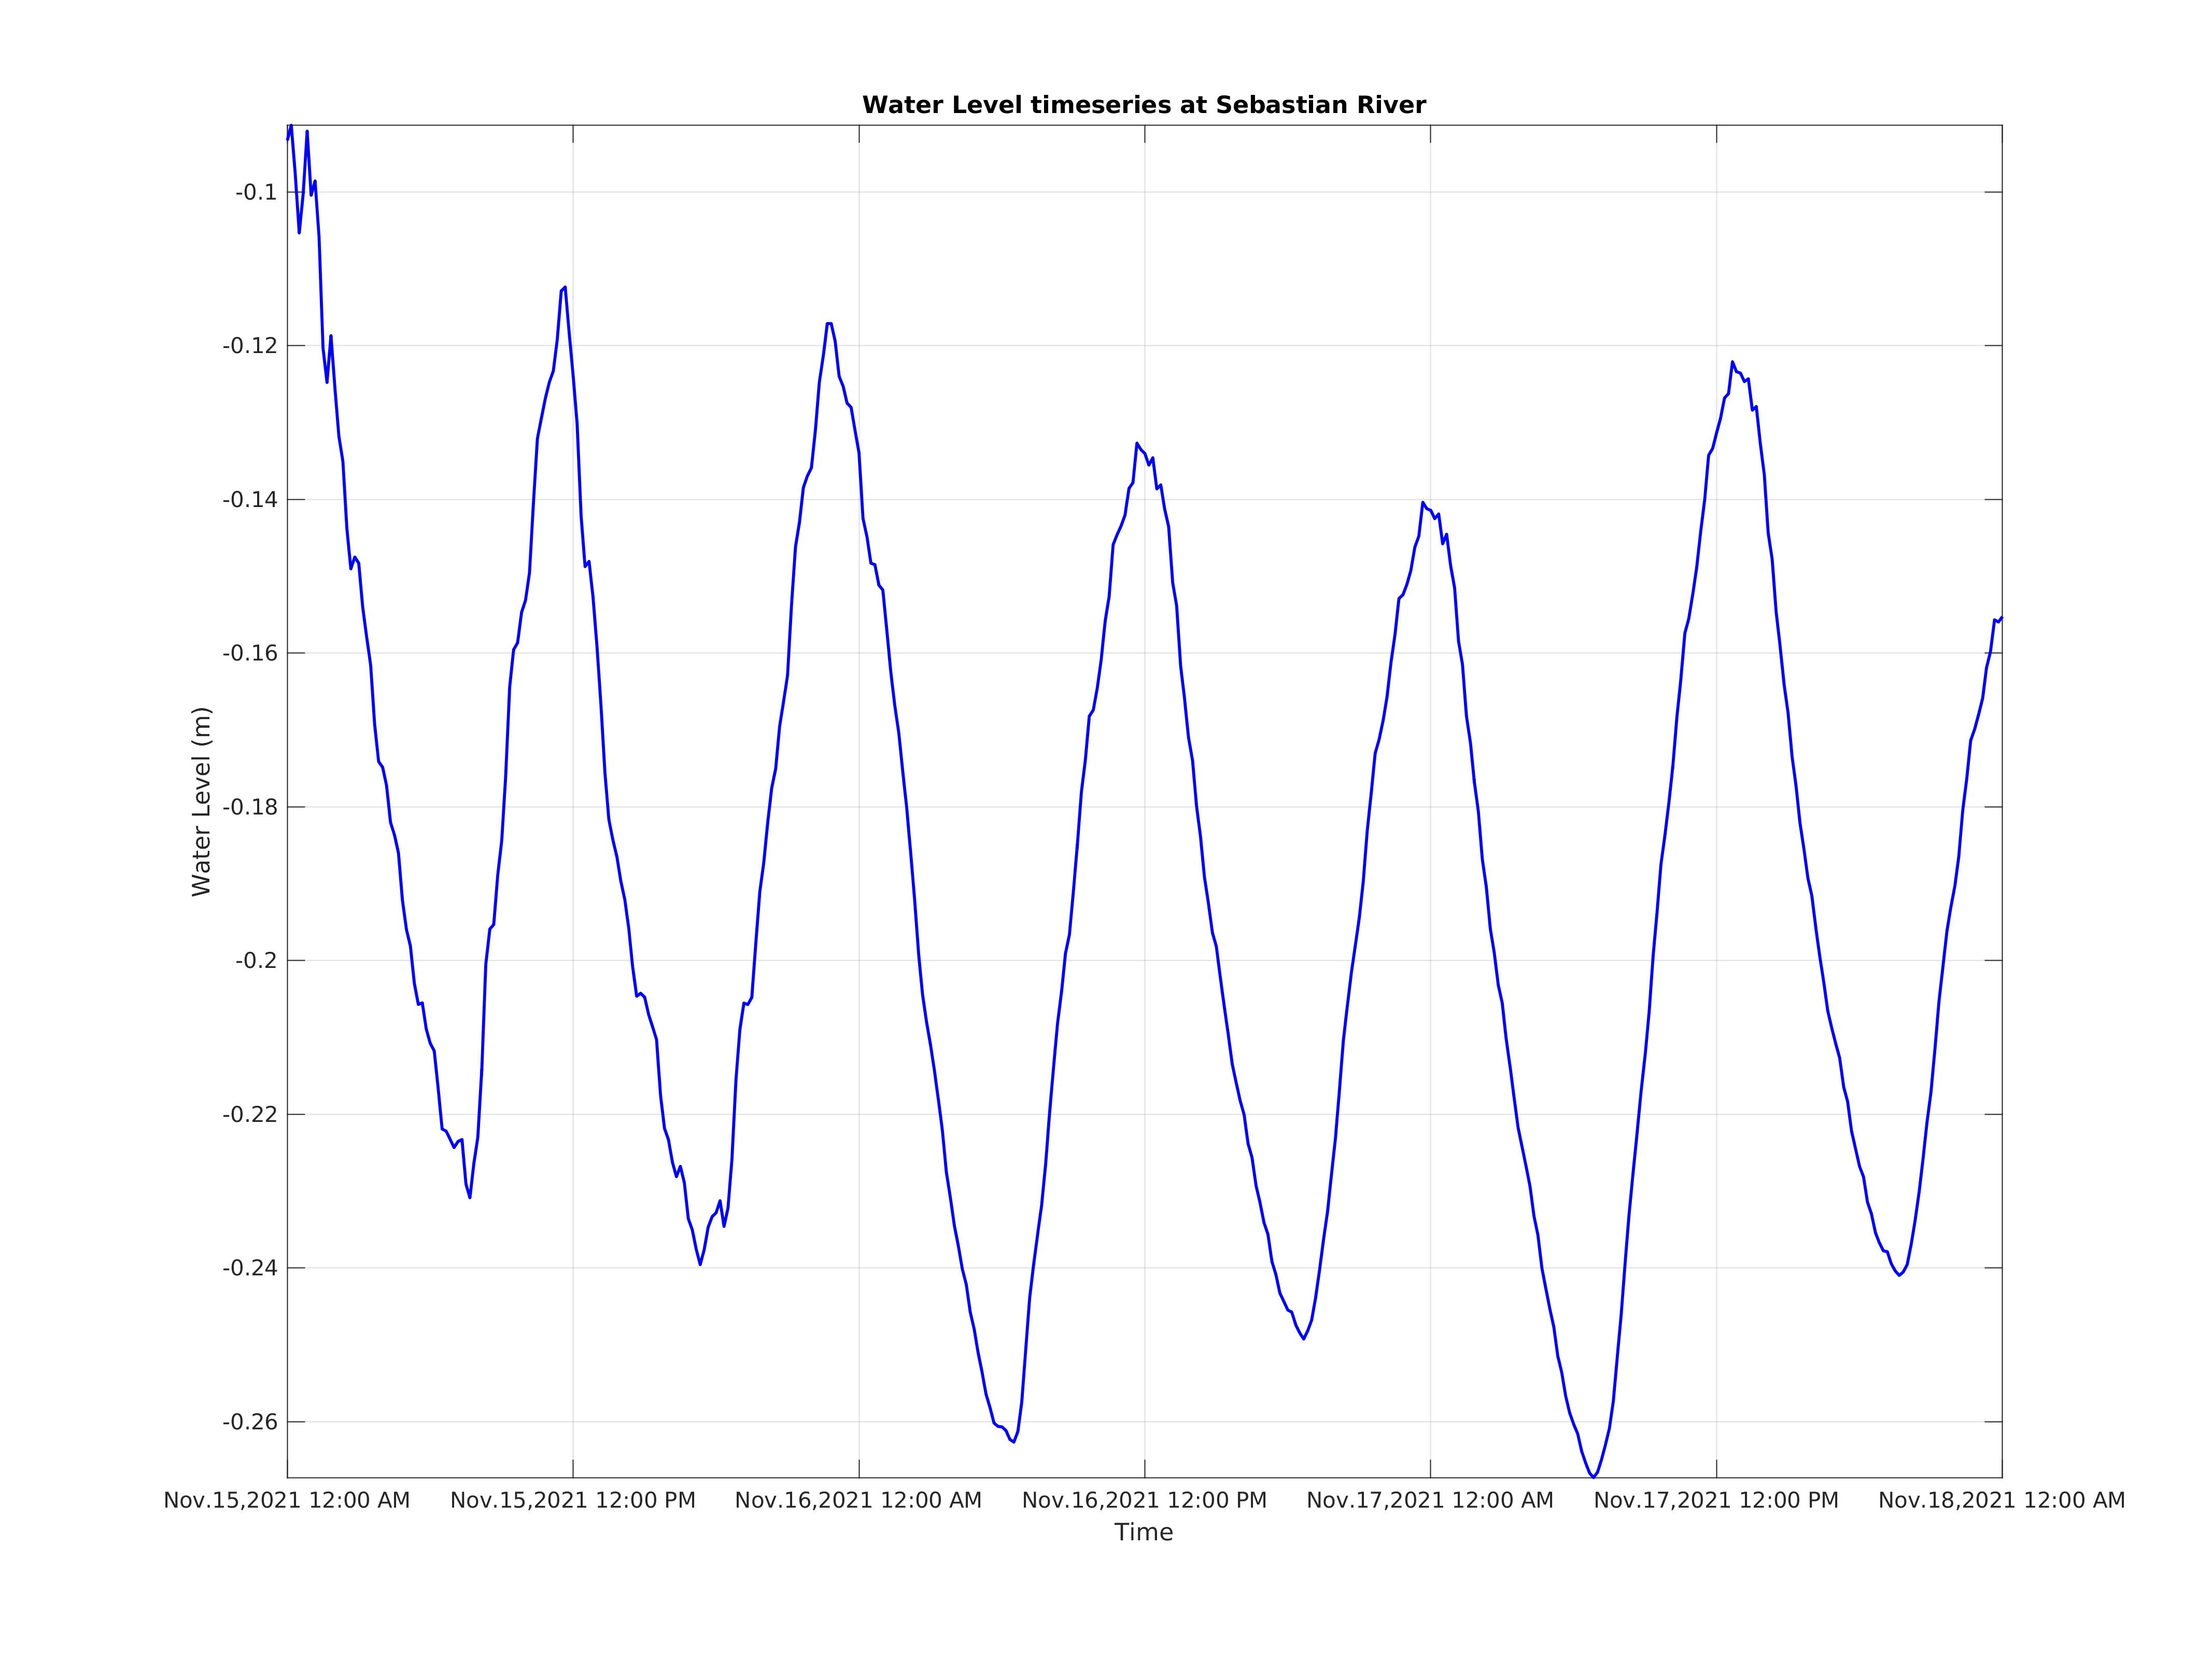 Water Level timeseries at Sebastian River
-0.1
-0.12
-0.14
-0.16
-0.18
-0.2
-0.22
-0.24
-0.26
Water Level (m)
Nov.15,2021 12:00 AM
Nov.15,2021 12:00 PM
Nov.16,2021 12:00 AM
Nov.16,2021 12:00 PM
Nov.17,2021 12:00 AM
Nov.17,2021 12:00 PM
Nov.18,2021 12:00 AM
Time